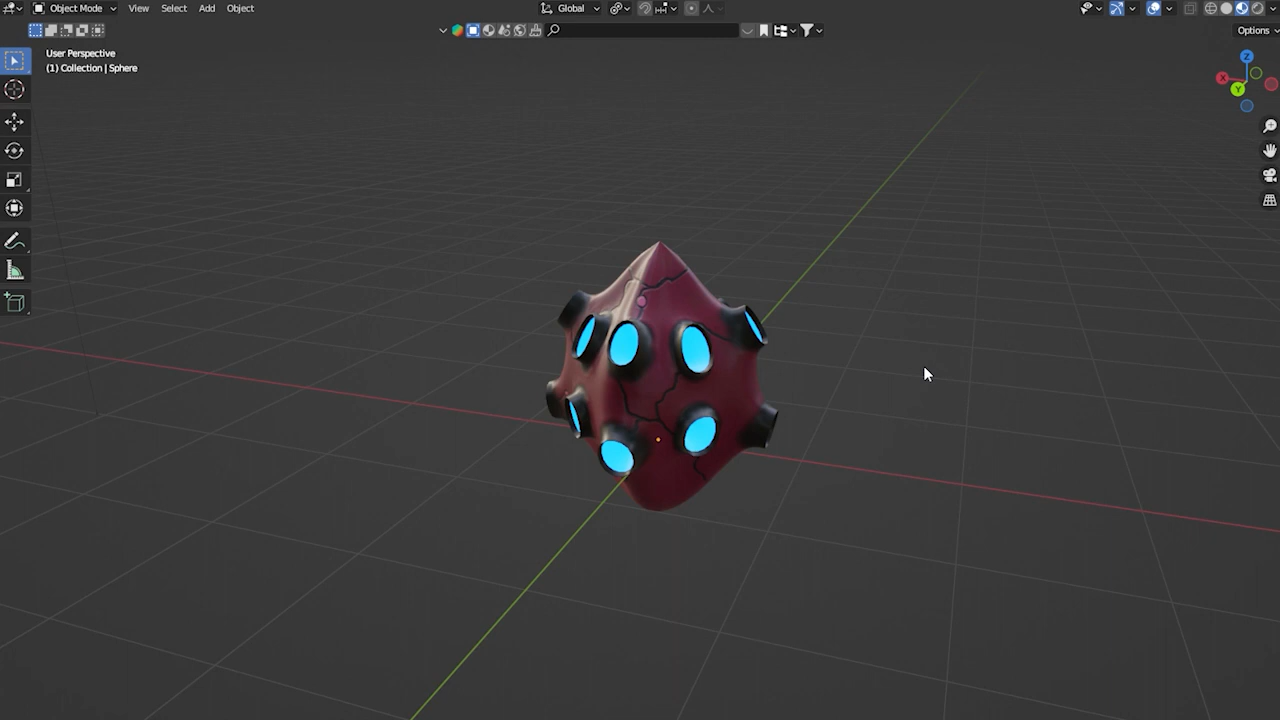 Object Mode View Select Add Object Global
Options
User Perspective
(1) Collection | Sphere
Z
X
Y